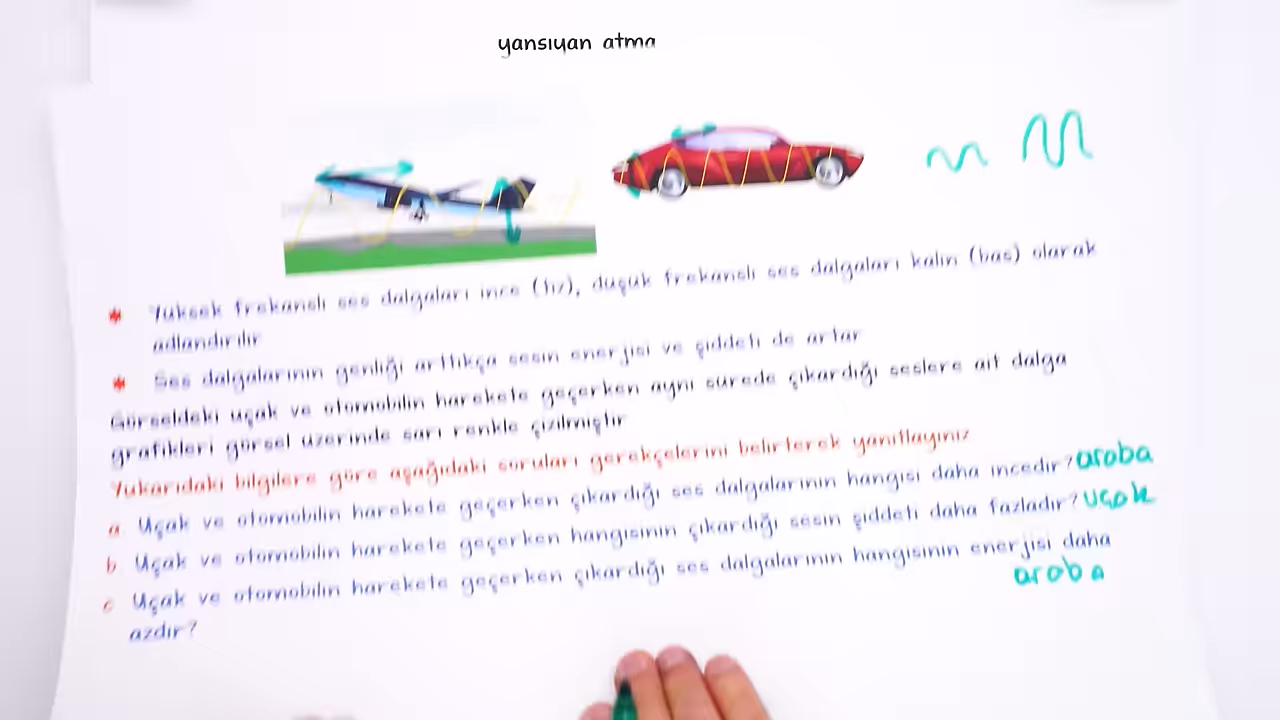 yansıyan atma
* Yüksek frekanslı ses dalgaları ince (tiz), düşük frekanslı ses dalgaları kalın (bas) olarak
adlandırılır
* Ses dalgalarının genliği arttıkça sesin enerjisi ve şiddeti de artar
Görseldeki uçak ve otomobilin harekete geçerken aynı sürede çıkardığı seslere ait dalga
grafikleri görsel üzerinde sarı renkle çizilmiştir
Yukarıdaki bilgilere göre aşağıdaki soruları gerekçelerini belirterek yanıtlayınız
a Uçak ve otomobilin harekete geçerken çıkardığı ses dalgalarının hangisi daha incedir? araba
b Uçak ve otomobilin harekete geçerken hangisinin çıkardığı sesin şiddeti daha fazladır? uçak
c Uçak ve otomobilin harekete geçerken çıkardığı ses dalgalarının hangisinin enerjisi daha
azdır? araba